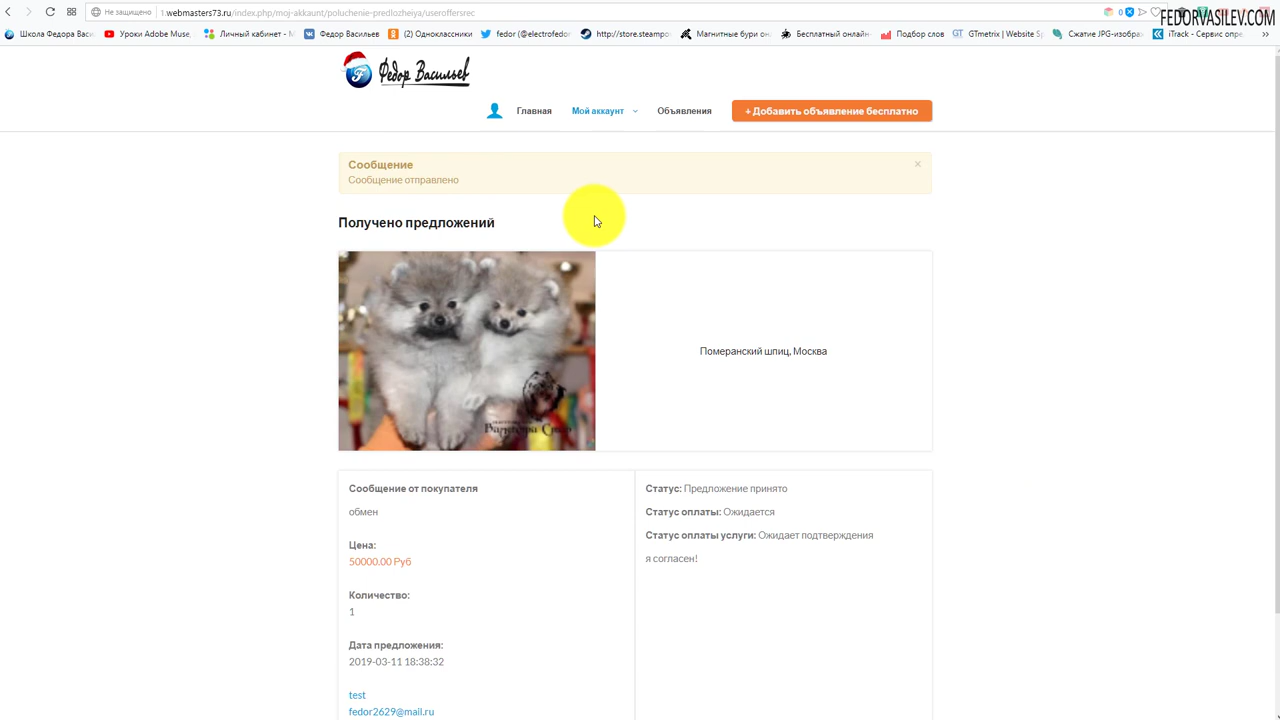 FEDORVASILEV.COM
Не защищено
1.webmasters73.ru/index.php/moj-akkaunt/poluchenie-predlozheiya/useroffersrec
0
Школа Федора Васи
Уроки Adobe Muse,
Личный кабинет - M
Федор Васильев
(2) Одноклассники
fedor (@electrofedor
http://store.steampo
Магнитные бури он
Бесплатный онлайн-
Подбор слов
GT
GTmetrix | Website S
Сжатие JPG-изобра
iTrack - Сервис опре
Федор Васильев
Главная
Мой аккаунт
Объявления
+ Добавить объявление бесплатно
Сообщение
×
Сообщение отправлено
Получено предложений
Померанский шпиц, Москва
Сообщение от покупателя
обмен
Цена:
50000.00 Руб
Количество:
1
Дата предложения:
2019-03-11 18:38:32
test
fedor2629@mail.ru
Статус: Предложение принято
Статус оплаты: Ожидается
Статус оплаты услуги: Ожидает подтверждения
я согласен!